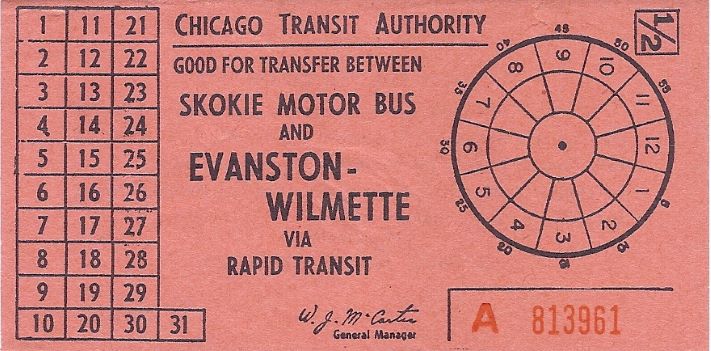 1 11 21
2 12 22
3 13 23
4 14 24
5 15 25
6 16 26
7 17 27
8 18 28
9 19 29
10 20 30 31
CHICAGO TRANSIT AUTHORITY
GOOD FOR TRANSFER BETWEEN
SKOKIE MOTOR BUS
AND
EVANSTON-
WILMETTE
VIA
RAPID TRANSIT
W. J. McCarter
General Manager
1/2
45 50 55 5 15 20 25 30 35 40
9 10 11 12 1 2 3 4 5 6 7 8
A 813961